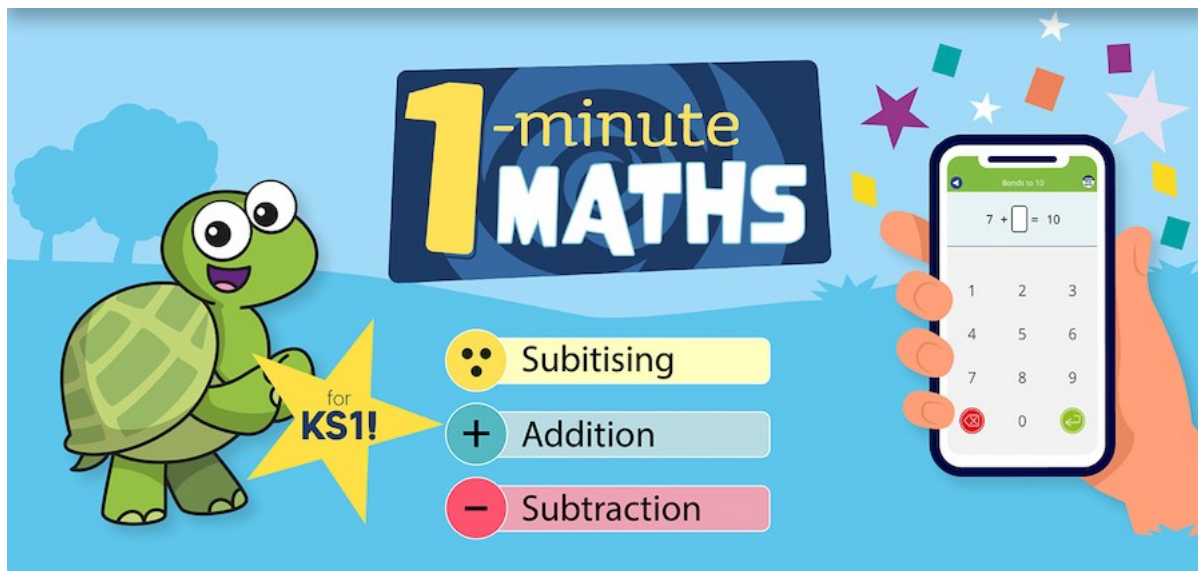 1-minute
MATHS
for
KS1!
Subitising
+ Addition
- Subtraction
Bonds to 10
7 + = 10
1 2 3
4 5 6
7 8 9
0